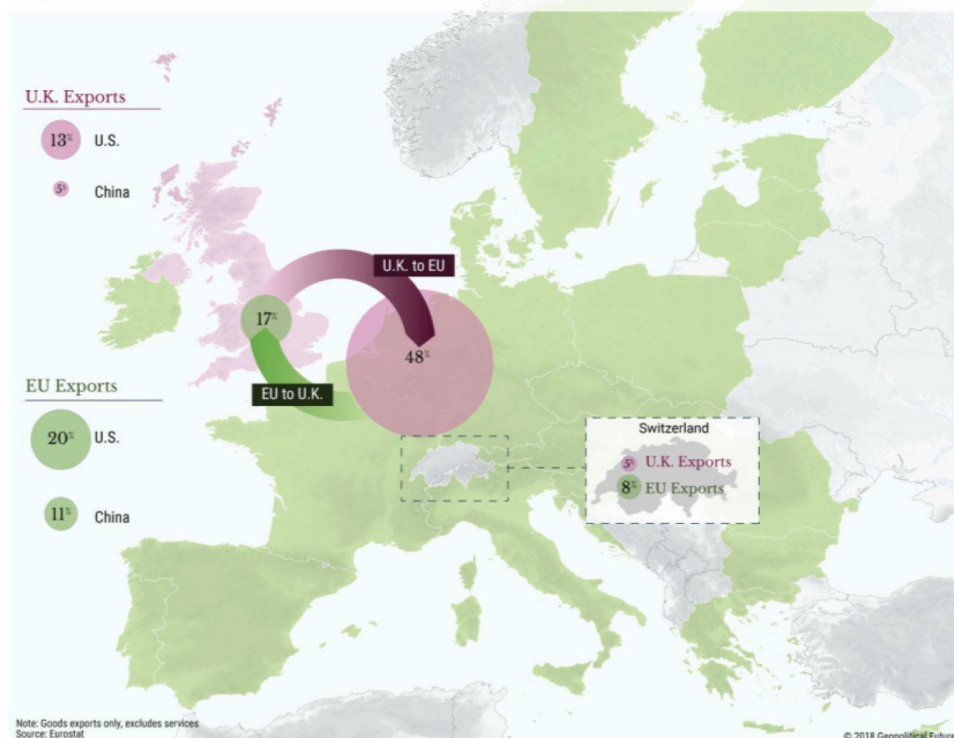 U.K. Exports
13% U.S.
5% China
U.K. to EU
17%
48%
EU to U.K.
EU Exports
20% U.S.
11% China
Switzerland
5% U.K. Exports
8% EU Exports
Note: Goods exports only, excludes services
Source: Eurostat
© 2018 Geopolitical Future